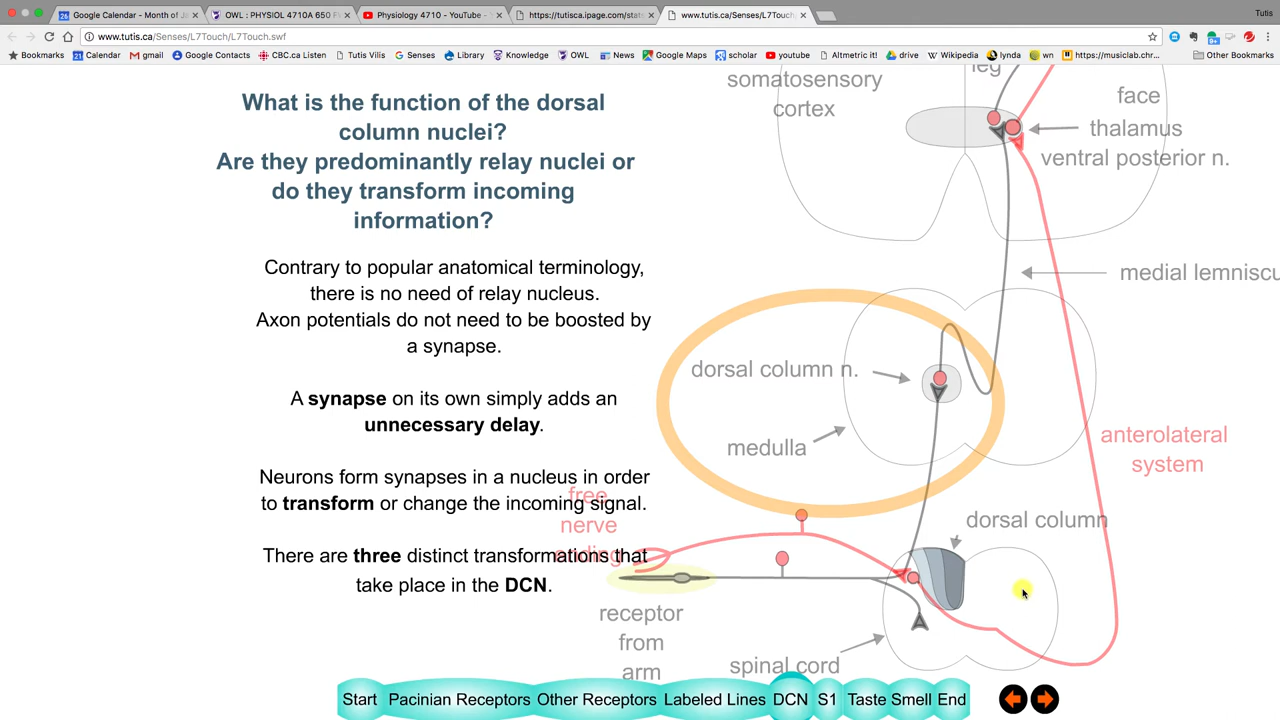 Google Calendar - Month of J
OWL : PHYSIOL 4710A 650 F
Physiology 4710 - YouTube -
https://tutisca.ipage.com/stat
www.tutis.ca/Senses/L7Touch/
Tutis
www.tutis.ca/Senses/L7Touch/L7Touch.swf
Bookmarks Calendar gmail Google Contacts CBC.ca Listen Tutis Vilis Senses Library Knowledge OWL News Google Maps scholar youtube Altmetric it! drive Wikipedia lynda wn https://musiclab.chr... Other Bookmarks
What is the function of the dorsal
column nuclei?
Are they predominantly relay nuclei or
do they transform incoming
information?
Contrary to popular anatomical terminology,
there is no need of relay nucleus.
Axon potentials do not need to be boosted by
a synapse.
A synapse on its own simply adds an
unnecessary delay.
Neurons form synapses in a nucleus in order
to transform or change the incoming signal.
There are three distinct transformations that
take place in the DCN.
somatosensory
cortex
leg
face
thalamus
ventral posterior n.
medial lemniscu
dorsal column n.
medulla
anterolateral
system
dorsal column
free
nerve
ending
receptor
from
arm
spinal cord
Start Pacinian Receptors Other Receptors Labeled Lines DCN S1 Taste Smell End